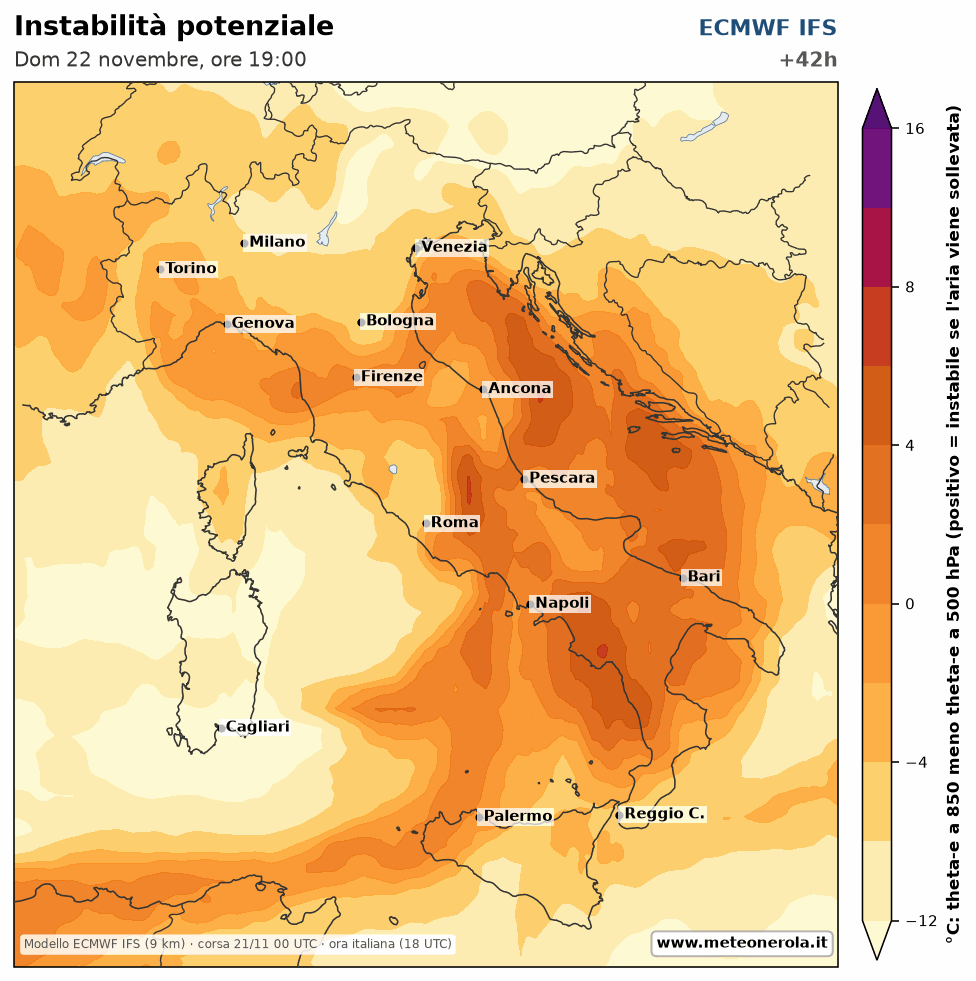 Instabilità potenziale
ECMWF IFS
Dom 22 novembre, ore 19:00
+42h
Milano
Venezia
Torino
Genova
Bologna
Firenze
Ancona
Pescara
Roma
Bari
Napoli
Cagliari
Palermo
Reggio C.
Modello ECMWF IFS (9 km) · corsa 21/11 00 UTC · ora italiana (18 UTC)
www.meteonerola.it
16
8
4
0
−4
−12
°C: theta-e a 850 meno theta-e a 500 hPa (positivo = instabile se l'aria viene sollevata)